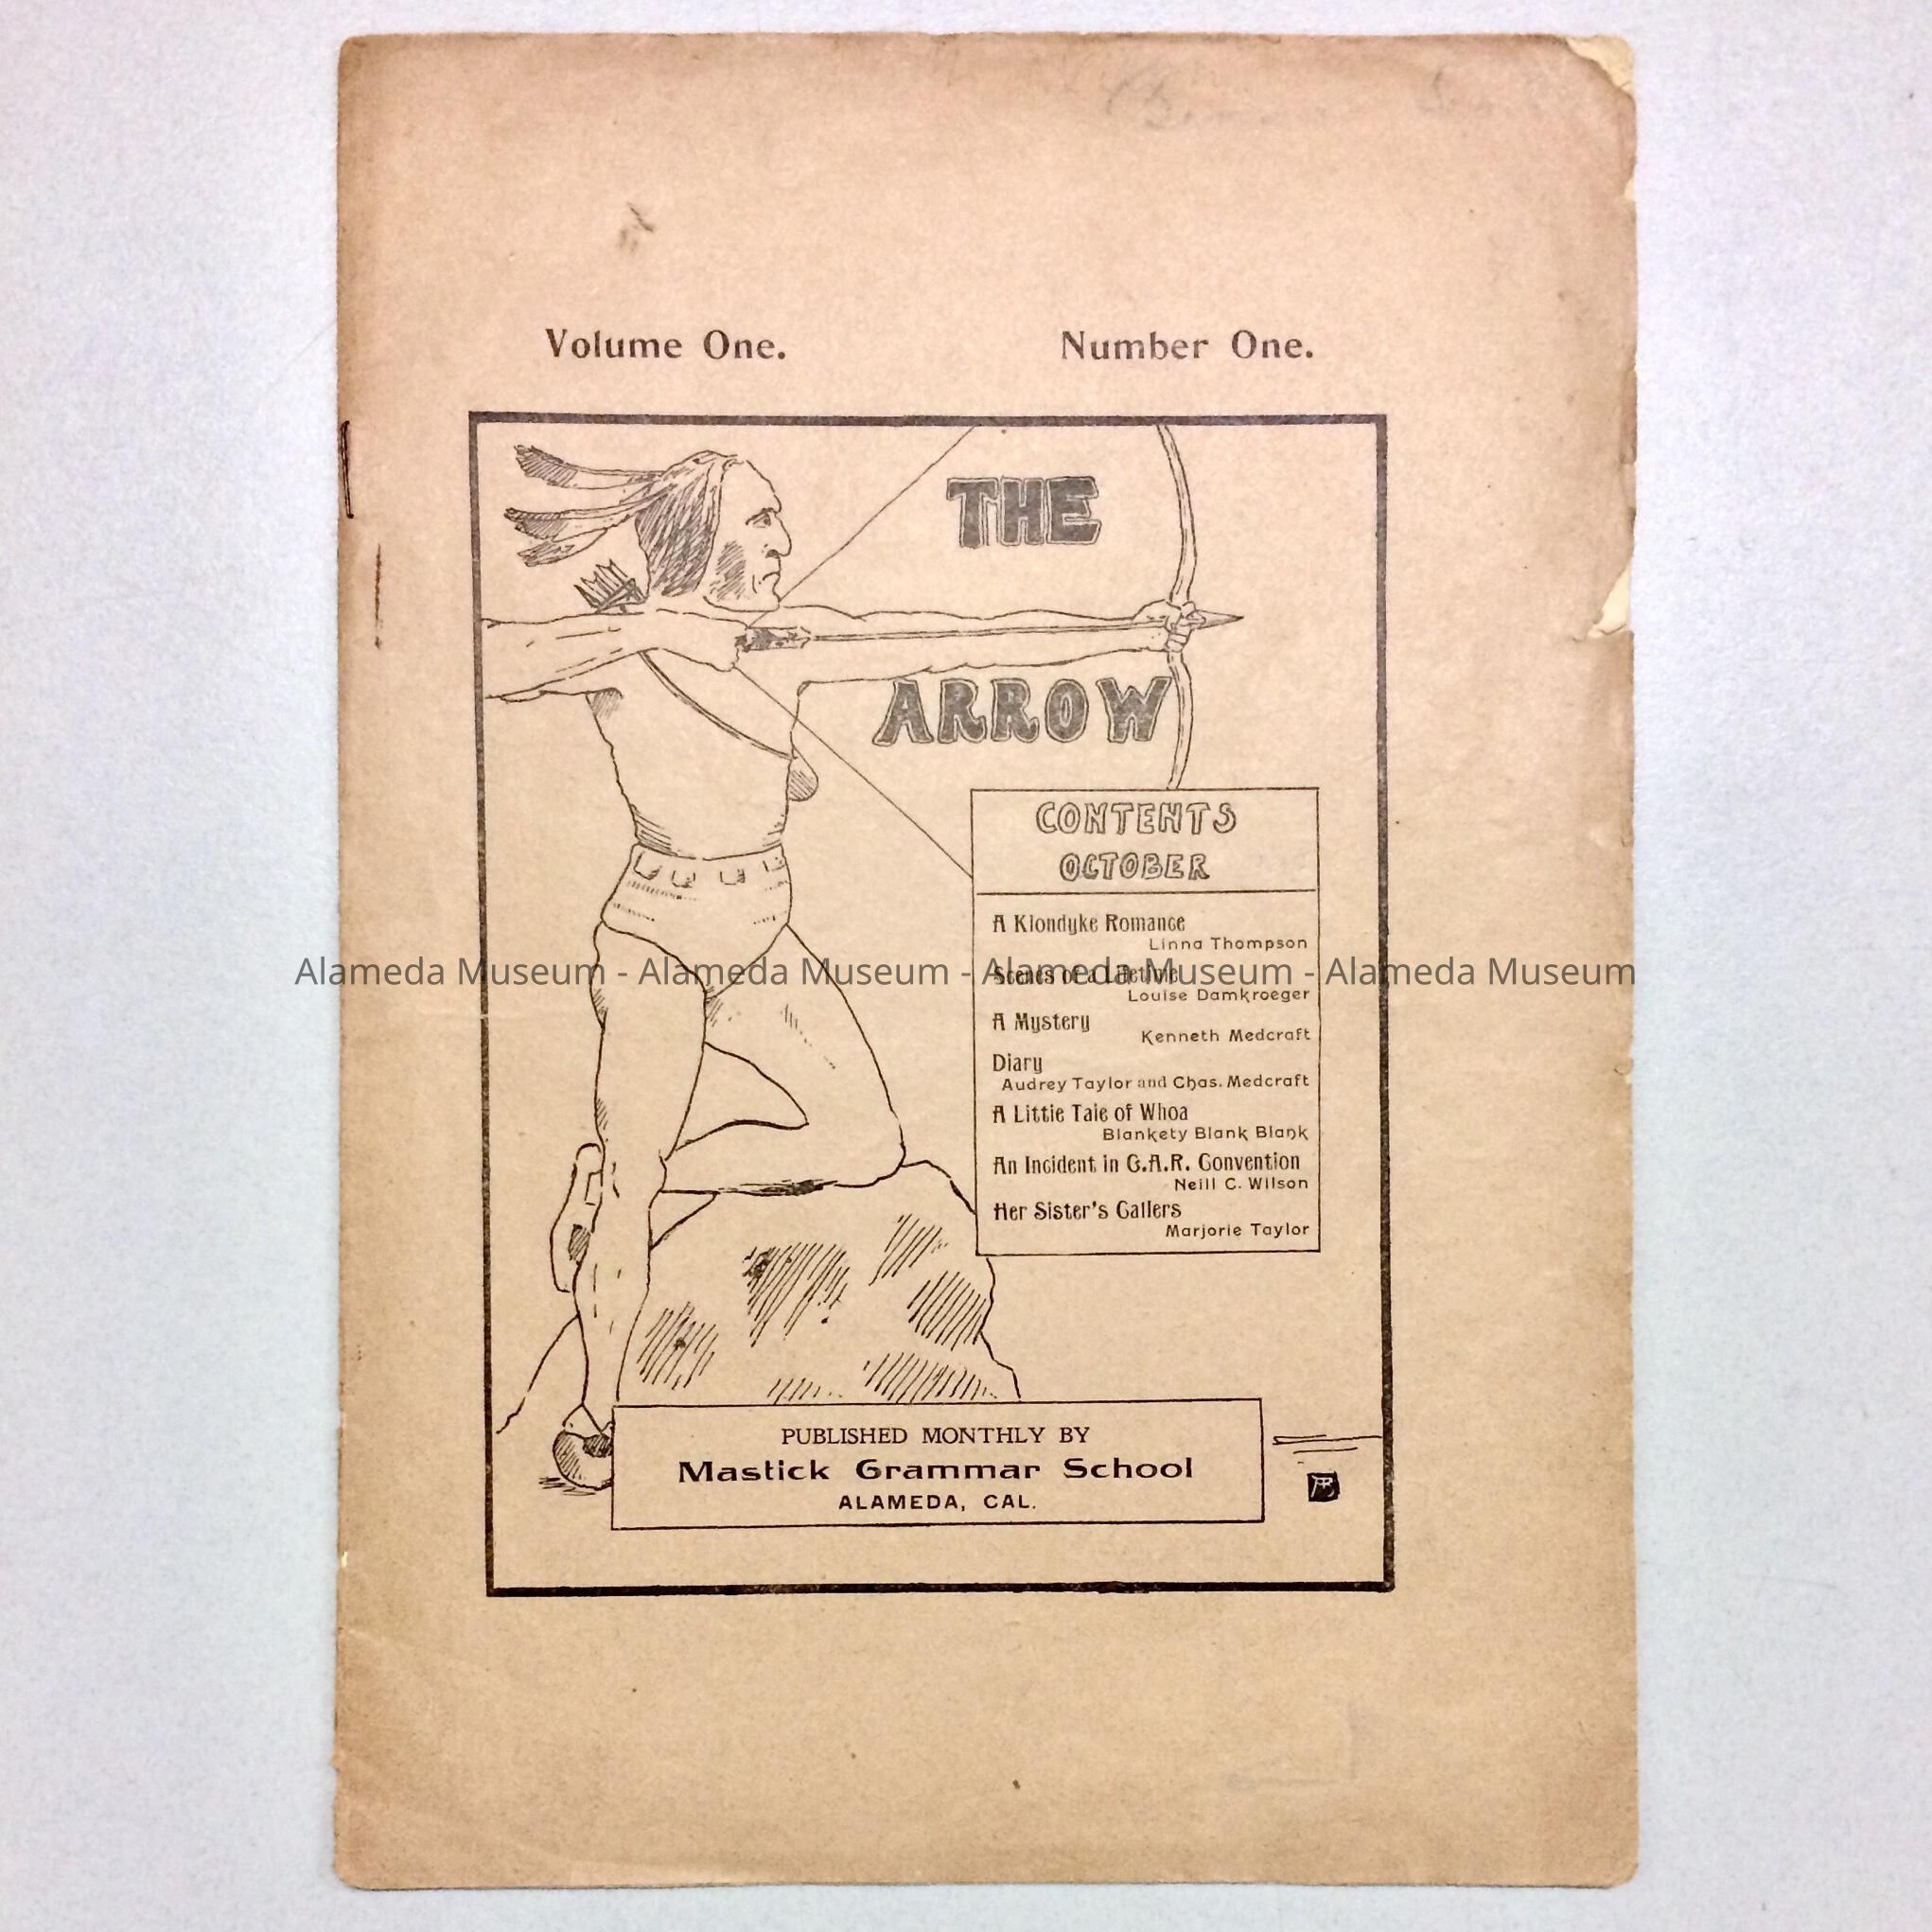 Volume One. Number One.
THE
ARROW
CONTENTS
OCTOBER
A Klondyke Romance
Linna Thompson
Scenes of a Lifetime
Louise Damkroeger
A Mystery
Kenneth Medcraft
Diary
Audrey Taylor and Chas. Medcraft
A Little Tale of Whoa
Blankety Blank Blank
An Incident in G.A.R. Convention
Neill C. Wilson
Her Sister's Callers
Marjorie Taylor
Alameda Museum - Alameda Museum - Alameda Museum - Alameda Museum
PUBLISHED MONTHLY BY
Mastick Grammar School
ALAMEDA, CAL.